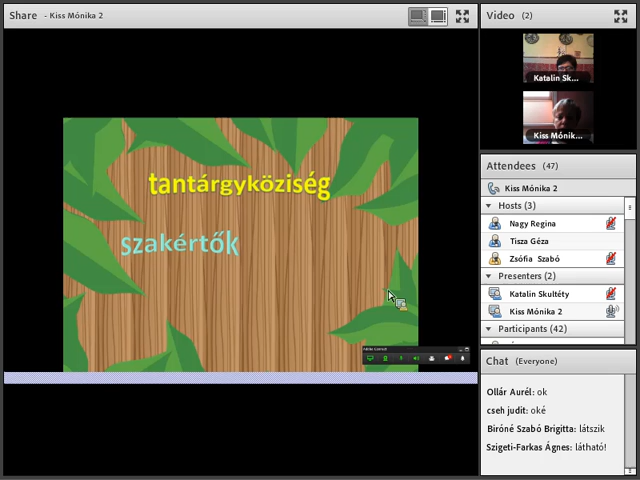 Share - Kiss Mónika 2
tantárgyköziség
szakértők
Video (2)
Katalin Sk...
Kiss Mónik...
Attendees (47)
Kiss Mónika 2
Hosts (3)
Nagy Regina
Tisza Géza
Zsófia Szabó
Presenters (2)
Katalin Skultéty
Kiss Mónika 2
Participants (42)
Chat (Everyone)
Ollár Aurél: ok
cseh judit: oké
Biróné Szabó Brigitta: látszik
Szigeti-Farkas Ágnes: látható!